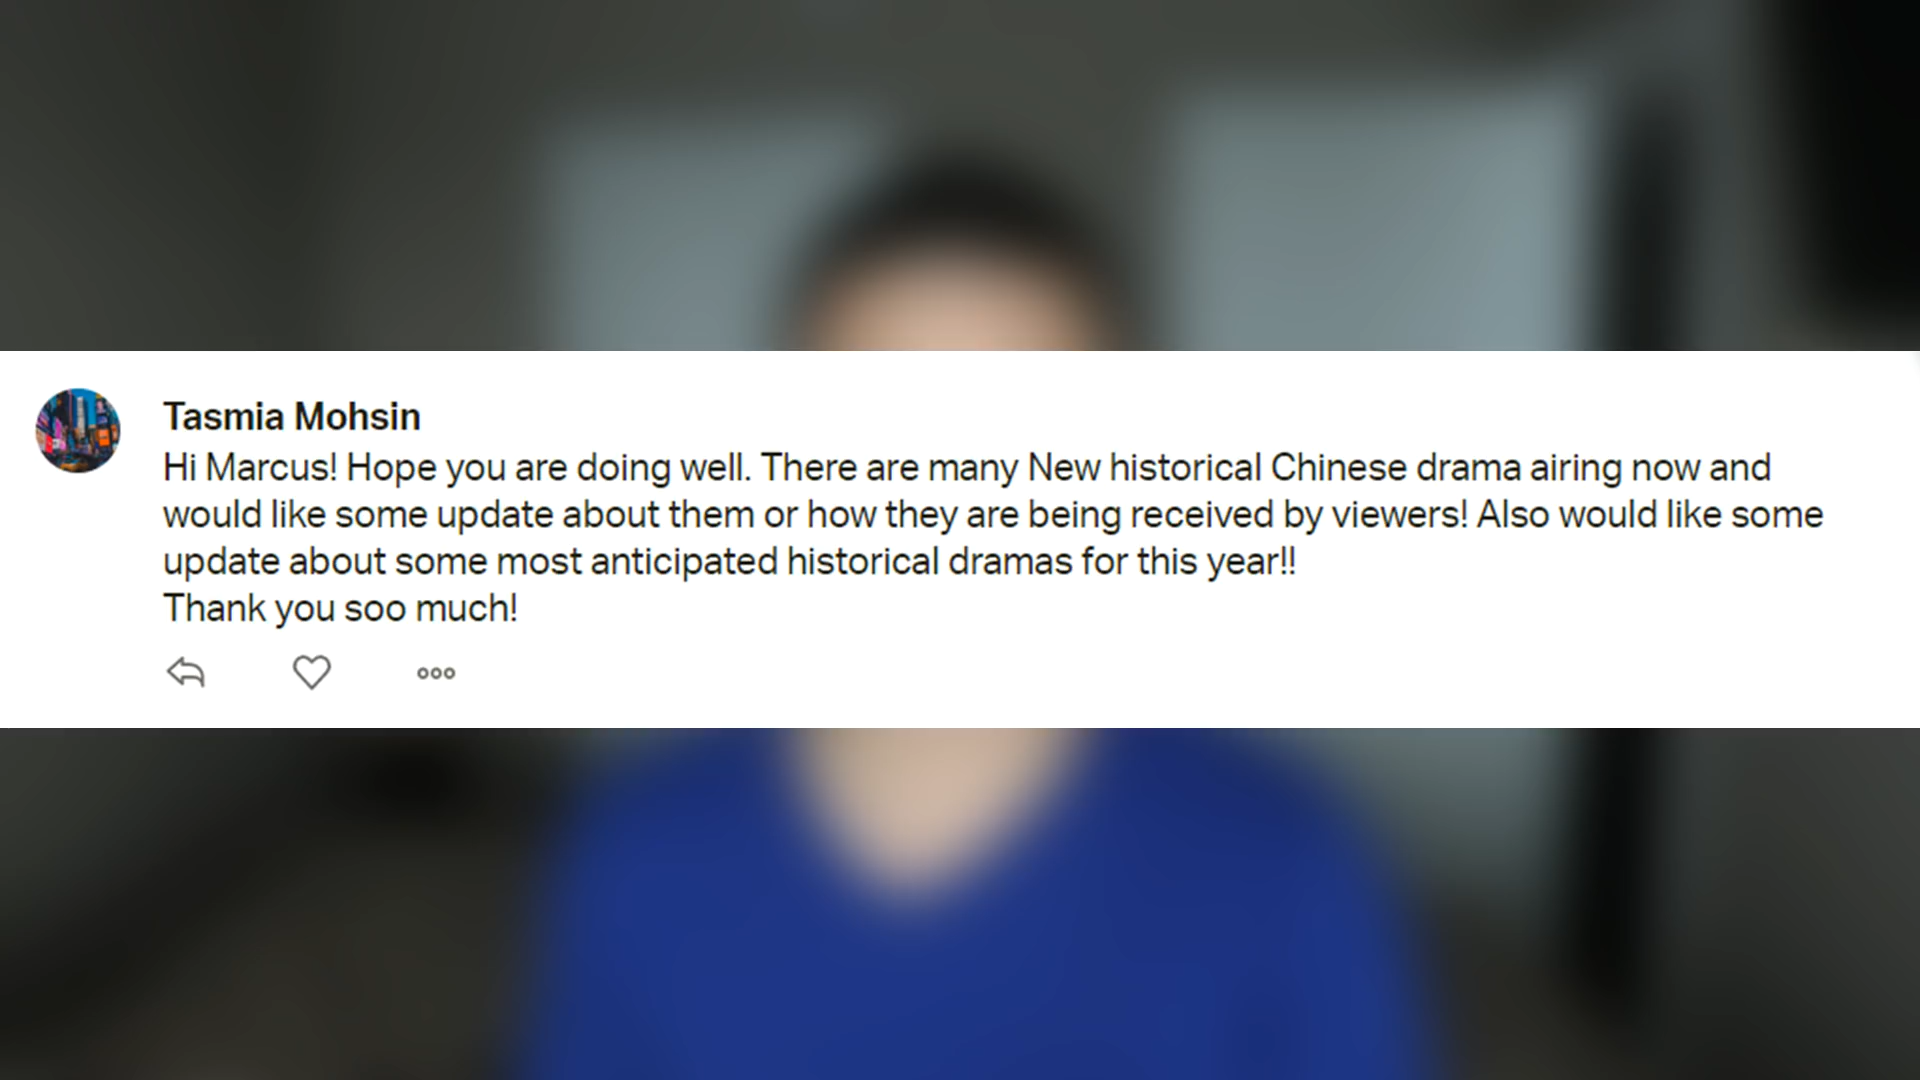 Tasmia Mohsin
Hi Marcus! Hope you are doing well. There are many New historical Chinese drama airing now and
would like some update about them or how they are being received by viewers! Also would like some
update about some most anticipated historical dramas for this year!!
Thank you soo much!